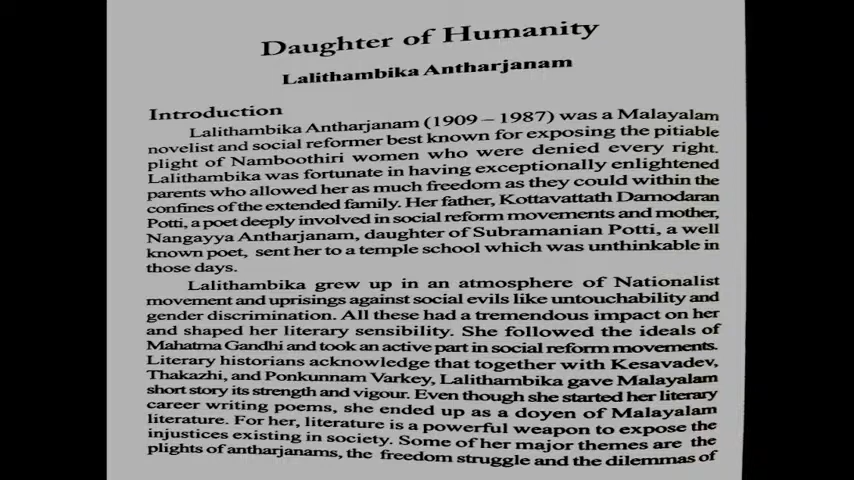 Daughter of Humanity
Lalithambika Antharjanam
Introduction
Lalithambika Antharjanam (1909 – 1987) was a Malayalam
novelist and social reformer best known for exposing the pitiable
plight of Namboothiri women who were denied every right.
Lalithambika was fortunate in having exceptionally enlightened
parents who allowed her as much freedom as they could within the
confines of the extended family. Her father, Kottavattath Damodaran
Potti, a poet deeply involved in social reform movements and mother,
Nangayya Antharjanam, daughter of Subramanian Potti, a well
known poet, sent her to a temple school which was unthinkable in
those days.
Lalithambika grew up in an atmosphere of Nationalist
movement and uprisings against social evils like untouchability and
gender discrimination. All these had a tremendous impact on her
and shaped her literary sensibility. She followed the ideals of
Mahatma Gandhi and took an active part in social reform movements.
Literary historians acknowledge that together with Kesavadev,
Thakazhi, and Ponkunnam Varkey, Lalithambika gave Malayalam
short story its strength and vigour. Even though she started her literary
career writing poems, she ended up as a doyen of Malayalam
literature. For her, literature is a powerful weapon to expose the
injustices existing in society. Some of her major themes are the
plights of antharjanams, the freedom struggle and the dilemmas of